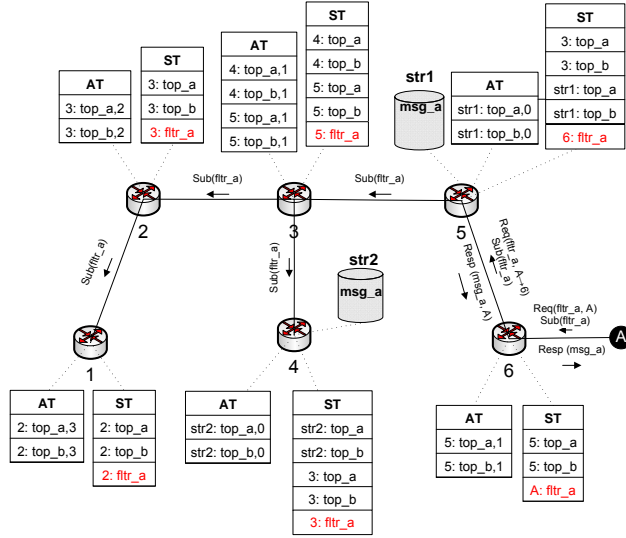 ST
3: top_a
3: top_b
str1: top_a
str1: top_b
6: fltr_a
ST
4: top_a
4: top_b
5: top_a
5: top_b
5: fltr_a
AT
4: top_a,1
4: top_b,1
5: top_a,1
5: top_b,1
ST
3: top_a
3: top_b
3: fltr_a
AT
3: top_a,2
3: top_b,2
str1
msg_a
AT
str1: top_a,0
str1: top_b,0
Sub(fltr_a)
Sub(fltr_a)
2
3
5
Sub(fltr_a)
Sub(fltr_a)
str2
msg_a
Req(fltr_a, A→6)
Sub(fltr_a)
Resp (msg_a, A)
Req(fltr_a, A)
Sub(fltr_a)
A
Resp (msg_a)
1
4
6
AT
2: top_a,3
2: top_b,3
ST
2: top_a
2: top_b
2: fltr_a
AT
str2: top_a,0
str2: top_b,0
ST
str2: top_a
str2: top_b
3: top_a
3: top_b
3: fltr_a
AT
5: top_a,1
5: top_b,1
ST
5: top_a
5: top_b
A: fltr_a